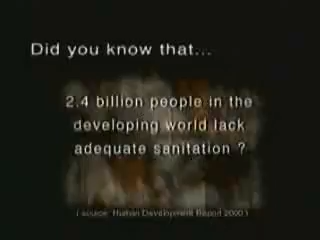 Did you know that...
2.4 billion people in the
developing world lack
adequate sanitation ?
( source: Human Development Report 2000 )